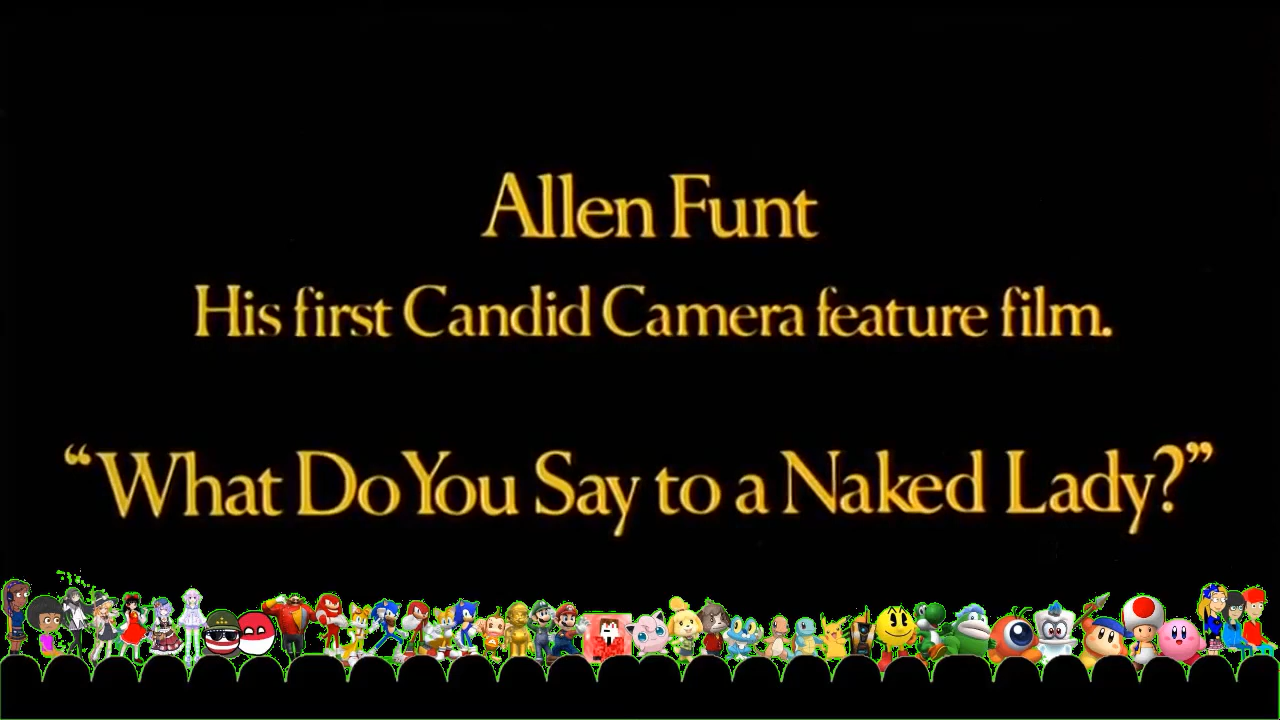 Allen Funt
His first Candid Camera feature film.
“What Do You Say to a Naked Lady?”